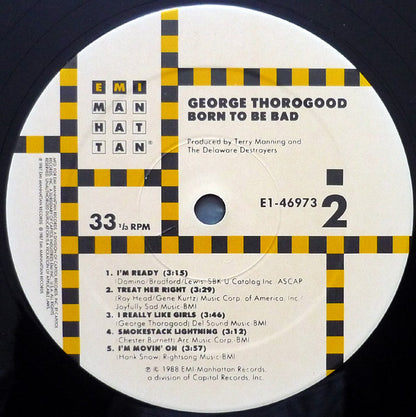 EMI
MAN
HAT
TAN®
GEORGE THOROGOOD
BORN TO BE BAD
Produced by Terry Manning and
The Delaware Destroyers
33 1/3 RPM
E1-46973
2
1. I'M READY (3:15)
(Domino/Bradford/Lewis) SBK U Catalog Inc. ASCAP
2. TREAT HER RIGHT (3:29)
(Roy Head/Gene Kurtz) Music Corp. of America, Inc./
Joyfully Sad Music-BMI
3. I REALLY LIKE GIRLS (3:46)
(George Thorogood) Del Sound Music-BMI
4. SMOKESTACK LIGHTNING (3:12)
(Chester Burnett) Arc Music Corp.-BMI
5. I'M MOVIN' ON (3:57)
(Hank Snow) Rightsong Music-BMI
℗ © 1988 EMI-Manhattan Records,
a division of Capitol Records, Inc.